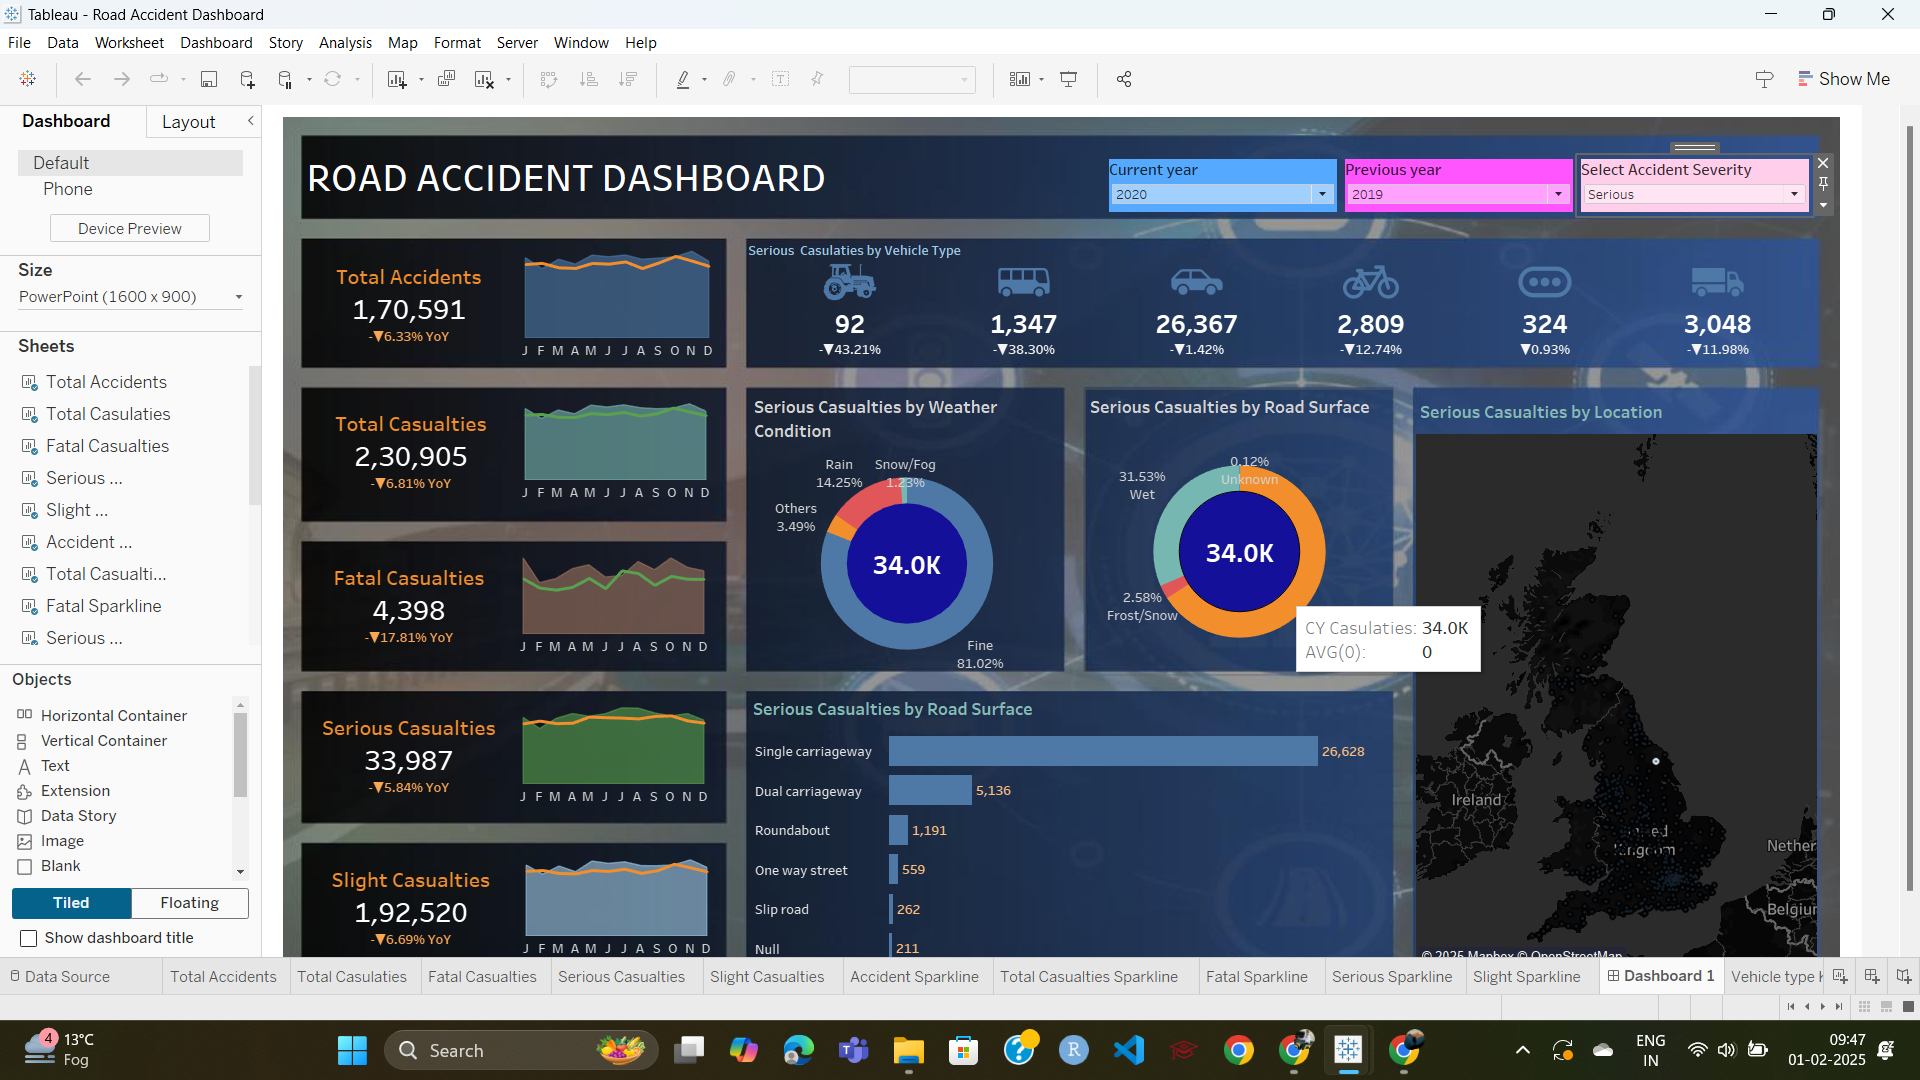 Tableau - Road Accident Dashboard
File Data Worksheet Dashboard Story Analysis Map Format Server Window Help
Show Me
Dashboard Layout
Default
Phone
Device Preview
Size
PowerPoint (1600 x 900)
Sheets
Total Accidents
Total Casulaties
Fatal Casualties
Serious ...
Slight ...
Accident ...
Total Casualti...
Fatal Sparkline
Serious ...
Objects
Horizontal Container
Vertical Container
Text
Extension
Data Story
Image
Blank
Tiled Floating
Show dashboard title
ROAD ACCIDENT DASHBOARD
Current year
2020
Previous year
2019
Select Accident Severity
Serious
Total Accidents
1,70,591
-▼6.33% YoY
J F M A M J J A S O N D
Total Casualties
2,30,905
-▼6.81% YoY
J F M A M J J A S O N D
Fatal Casualties
4,398
-▼17.81% YoY
J F M A M J J A S O N D
Serious Casualties
33,987
-▼5.84% YoY
J F M A M J J A S O N D
Slight Casualties
1,92,520
-▼6.69% YoY
J F M A M J J A S O N D
Serious Casulaties by Vehicle Type
92 1,347 26,367 2,809 324 3,048
-▼43.21% -▼38.30% -▼1.42% -▼12.74% ▼0.93% -▼11.98%
Serious Casualties by Weather
Condition
Rain
14.25%
Snow/Fog
1.23%
Others
3.49%
34.0K
Fine
81.02%
Serious Casualties by Road Surface
0.12%
Unknown
31.53%
Wet
34.0K
2.58%
Frost/Snow
CY Casulaties: 34.0K
AVG(0): 0
Serious Casualties by Location
Ireland
United
Kingdom
Nether
Belgiur
© 2025 Mapbox © OpenStreetMap
Serious Casualties by Road Surface
Single carriageway 26,628
Dual carriageway 5,136
Roundabout 1,191
One way street 559
Slip road 262
Null 211
Data Source Total Accidents Total Casulaties Fatal Casualties Serious Casualties Slight Casualties Accident Sparkline Total Casualties Sparkline Fatal Sparkline Serious Sparkline Slight Sparkline Dashboard 1 Vehicle type K
4
13°C
Fog
Search
ENG
IN
09:47
01-02-2025